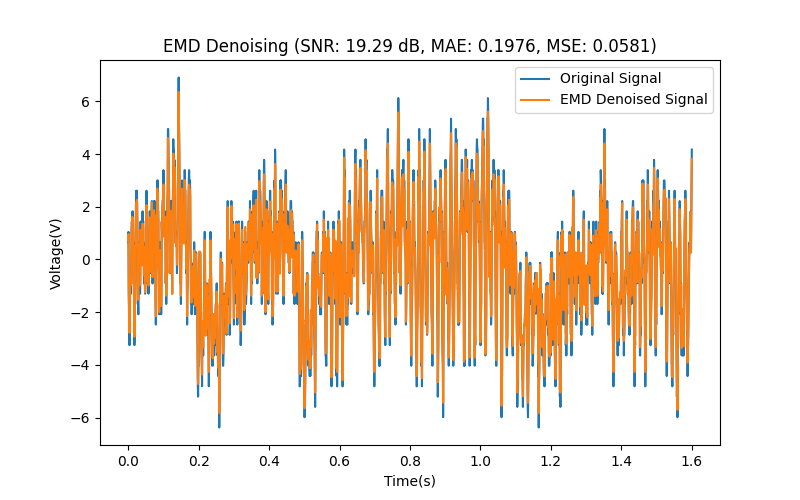 EMD Denoising (SNR: 19.29 dB, MAE: 0.1976, MSE: 0.0581)
Original Signal
EMD Denoised Signal
6
4
2
0
−2
−4
−6
Voltage(V)
0.0 0.2 0.4 0.6 0.8 1.0 1.2 1.4 1.6
Time(s)